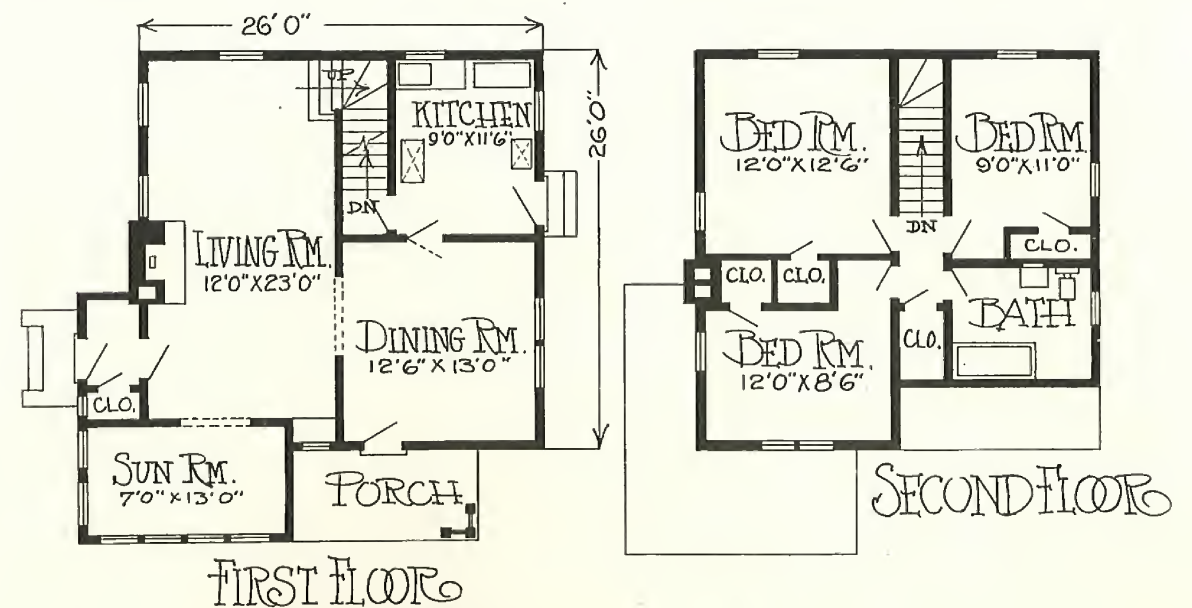 26'0"
UP
KITCHEN
9'0"X11'6"
26'0"
DN
LIVING RM.
12'0"X23'0"
DINING RM.
12'6" X 13'0"
CLO.
SUN RM.
7'0" X 13'0"
PORCH
FIRST FLOOR
BED RM.
12'0"X12'6"
BED RM.
9'0"X11'0"
DN
CLO.
CLO.
CLO.
BATH
BED RM.
12'0"X8'6"
CLO.
SECOND FLOOR